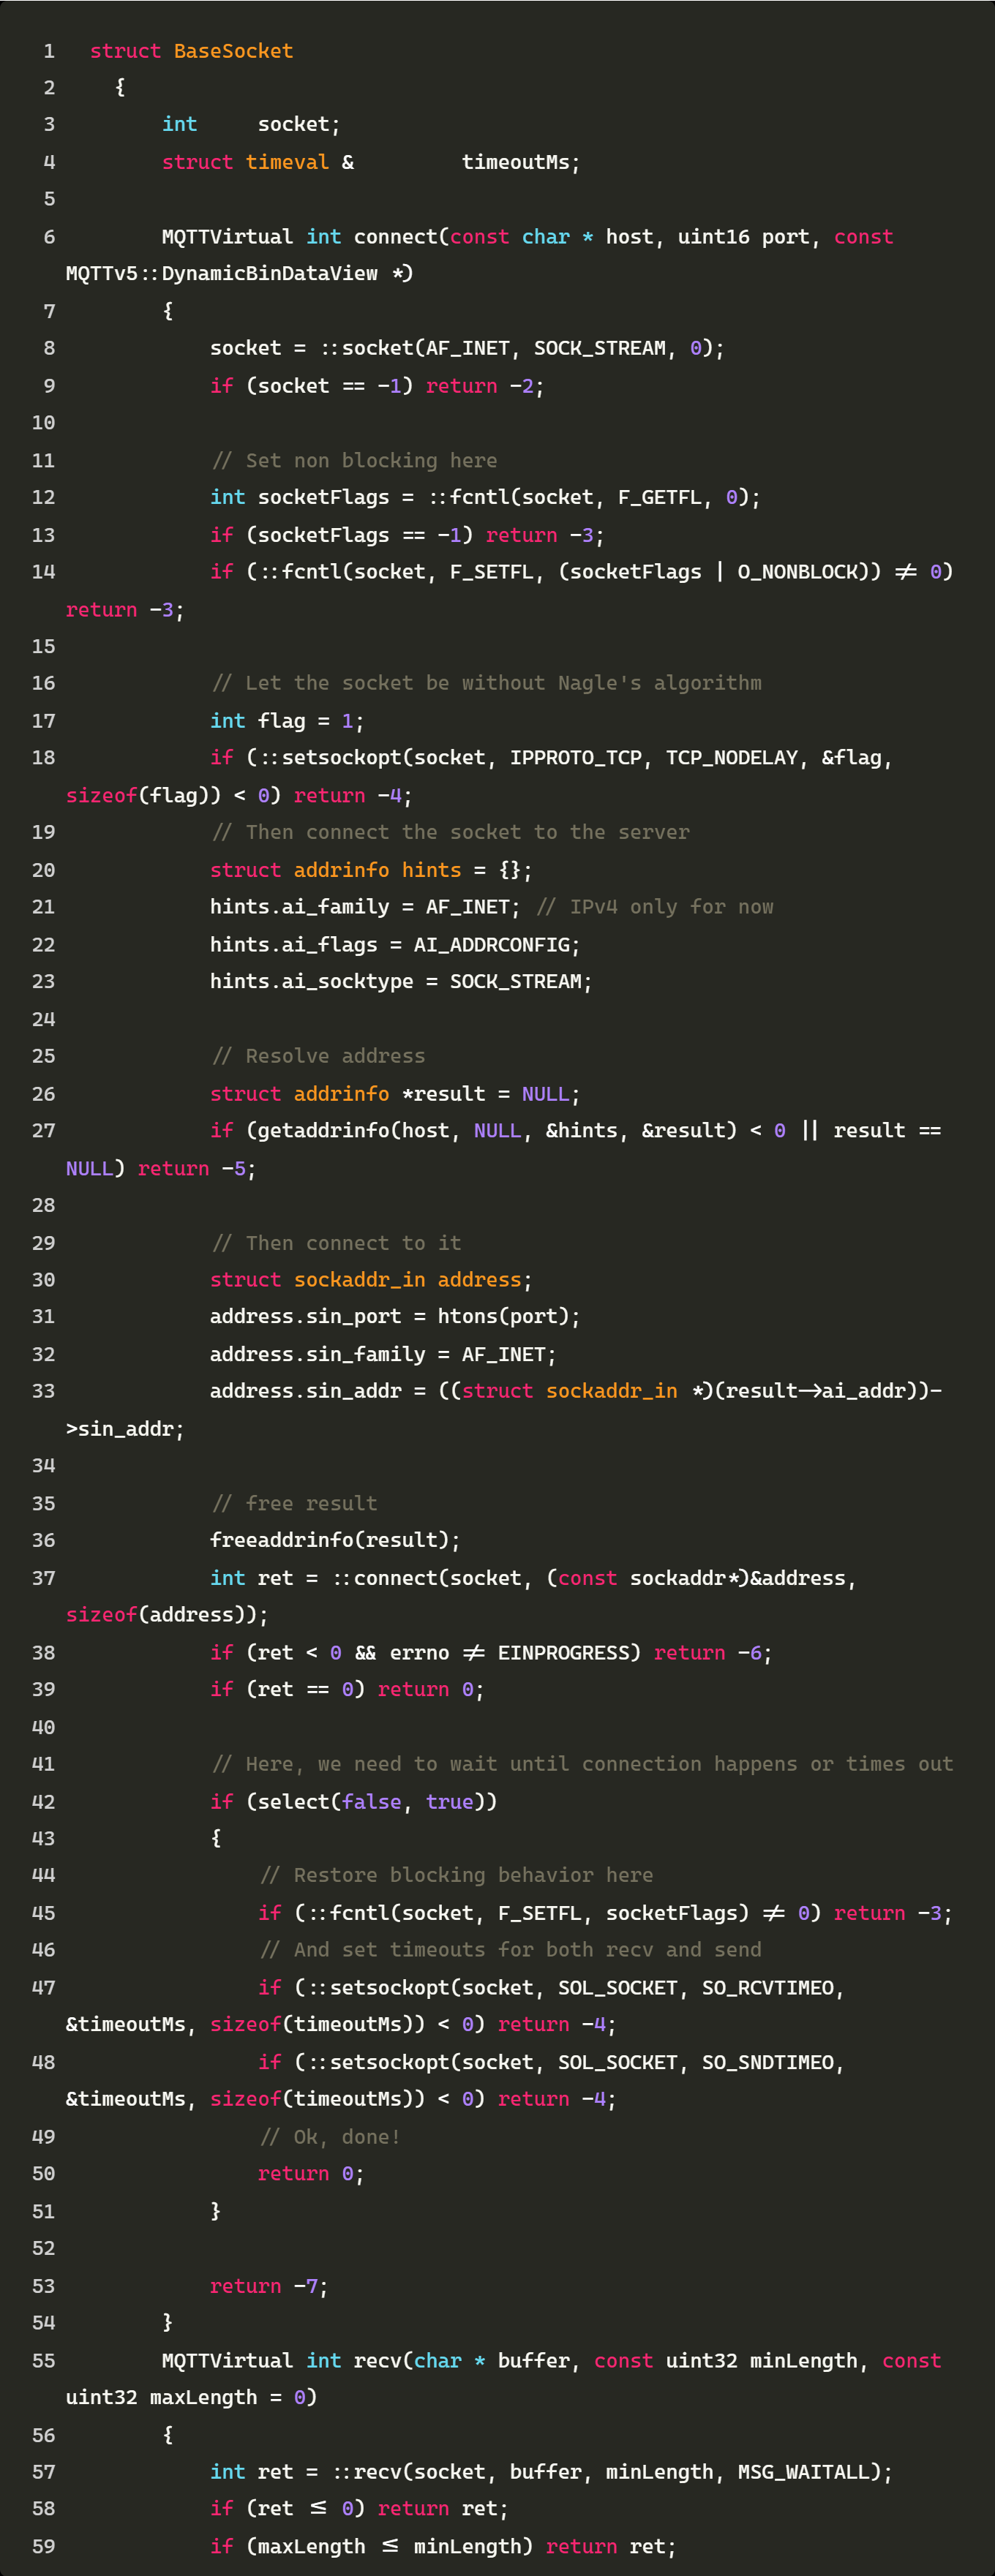 1 struct BaseSocket
2 {
3 int socket;
4 struct timeval & timeoutMs;
5
6 MQTTVirtual int connect(const char * host, uint16 port, const
MQTTv5::DynamicBinDataView *)
7 {
8 socket = ::socket(AF_INET, SOCK_STREAM, 0);
9 if (socket == -1) return -2;
10
11 // Set non blocking here
12 int socketFlags = ::fcntl(socket, F_GETFL, 0);
13 if (socketFlags == -1) return -3;
14 if (::fcntl(socket, F_SETFL, (socketFlags | O_NONBLOCK)) != 0)
return -3;
15
16 // Let the socket be without Nagle's algorithm
17 int flag = 1;
18 if (::setsockopt(socket, IPPROTO_TCP, TCP_NODELAY, &flag,
sizeof(flag)) < 0) return -4;
19 // Then connect the socket to the server
20 struct addrinfo hints = {};
21 hints.ai_family = AF_INET; // IPv4 only for now
22 hints.ai_flags = AI_ADDRCONFIG;
23 hints.ai_socktype = SOCK_STREAM;
24
25 // Resolve address
26 struct addrinfo *result = NULL;
27 if (getaddrinfo(host, NULL, &hints, &result) < 0 || result ==
NULL) return -5;
28
29 // Then connect to it
30 struct sockaddr_in address;
31 address.sin_port = htons(port);
32 address.sin_family = AF_INET;
33 address.sin_addr = ((struct sockaddr_in *)(result->ai_addr))-
>sin_addr;
34
35 // free result
36 freeaddrinfo(result);
37 int ret = ::connect(socket, (const sockaddr*)&address,
sizeof(address));
38 if (ret < 0 && errno != EINPROGRESS) return -6;
39 if (ret == 0) return 0;
40
41 // Here, we need to wait until connection happens or times out
42 if (select(false, true))
43 {
44 // Restore blocking behavior here
45 if (::fcntl(socket, F_SETFL, socketFlags) != 0) return -3;
46 // And set timeouts for both recv and send
47 if (::setsockopt(socket, SOL_SOCKET, SO_RCVTIMEO,
&timeoutMs, sizeof(timeoutMs)) < 0) return -4;
48 if (::setsockopt(socket, SOL_SOCKET, SO_SNDTIMEO,
&timeoutMs, sizeof(timeoutMs)) < 0) return -4;
49 // Ok, done!
50 return 0;
51 }
52
53 return -7;
54 }
55 MQTTVirtual int recv(char * buffer, const uint32 minLength, const
uint32 maxLength = 0)
56 {
57 int ret = ::recv(socket, buffer, minLength, MSG_WAITALL);
58 if (ret <= 0) return ret;
59 if (maxLength <= minLength) return ret;